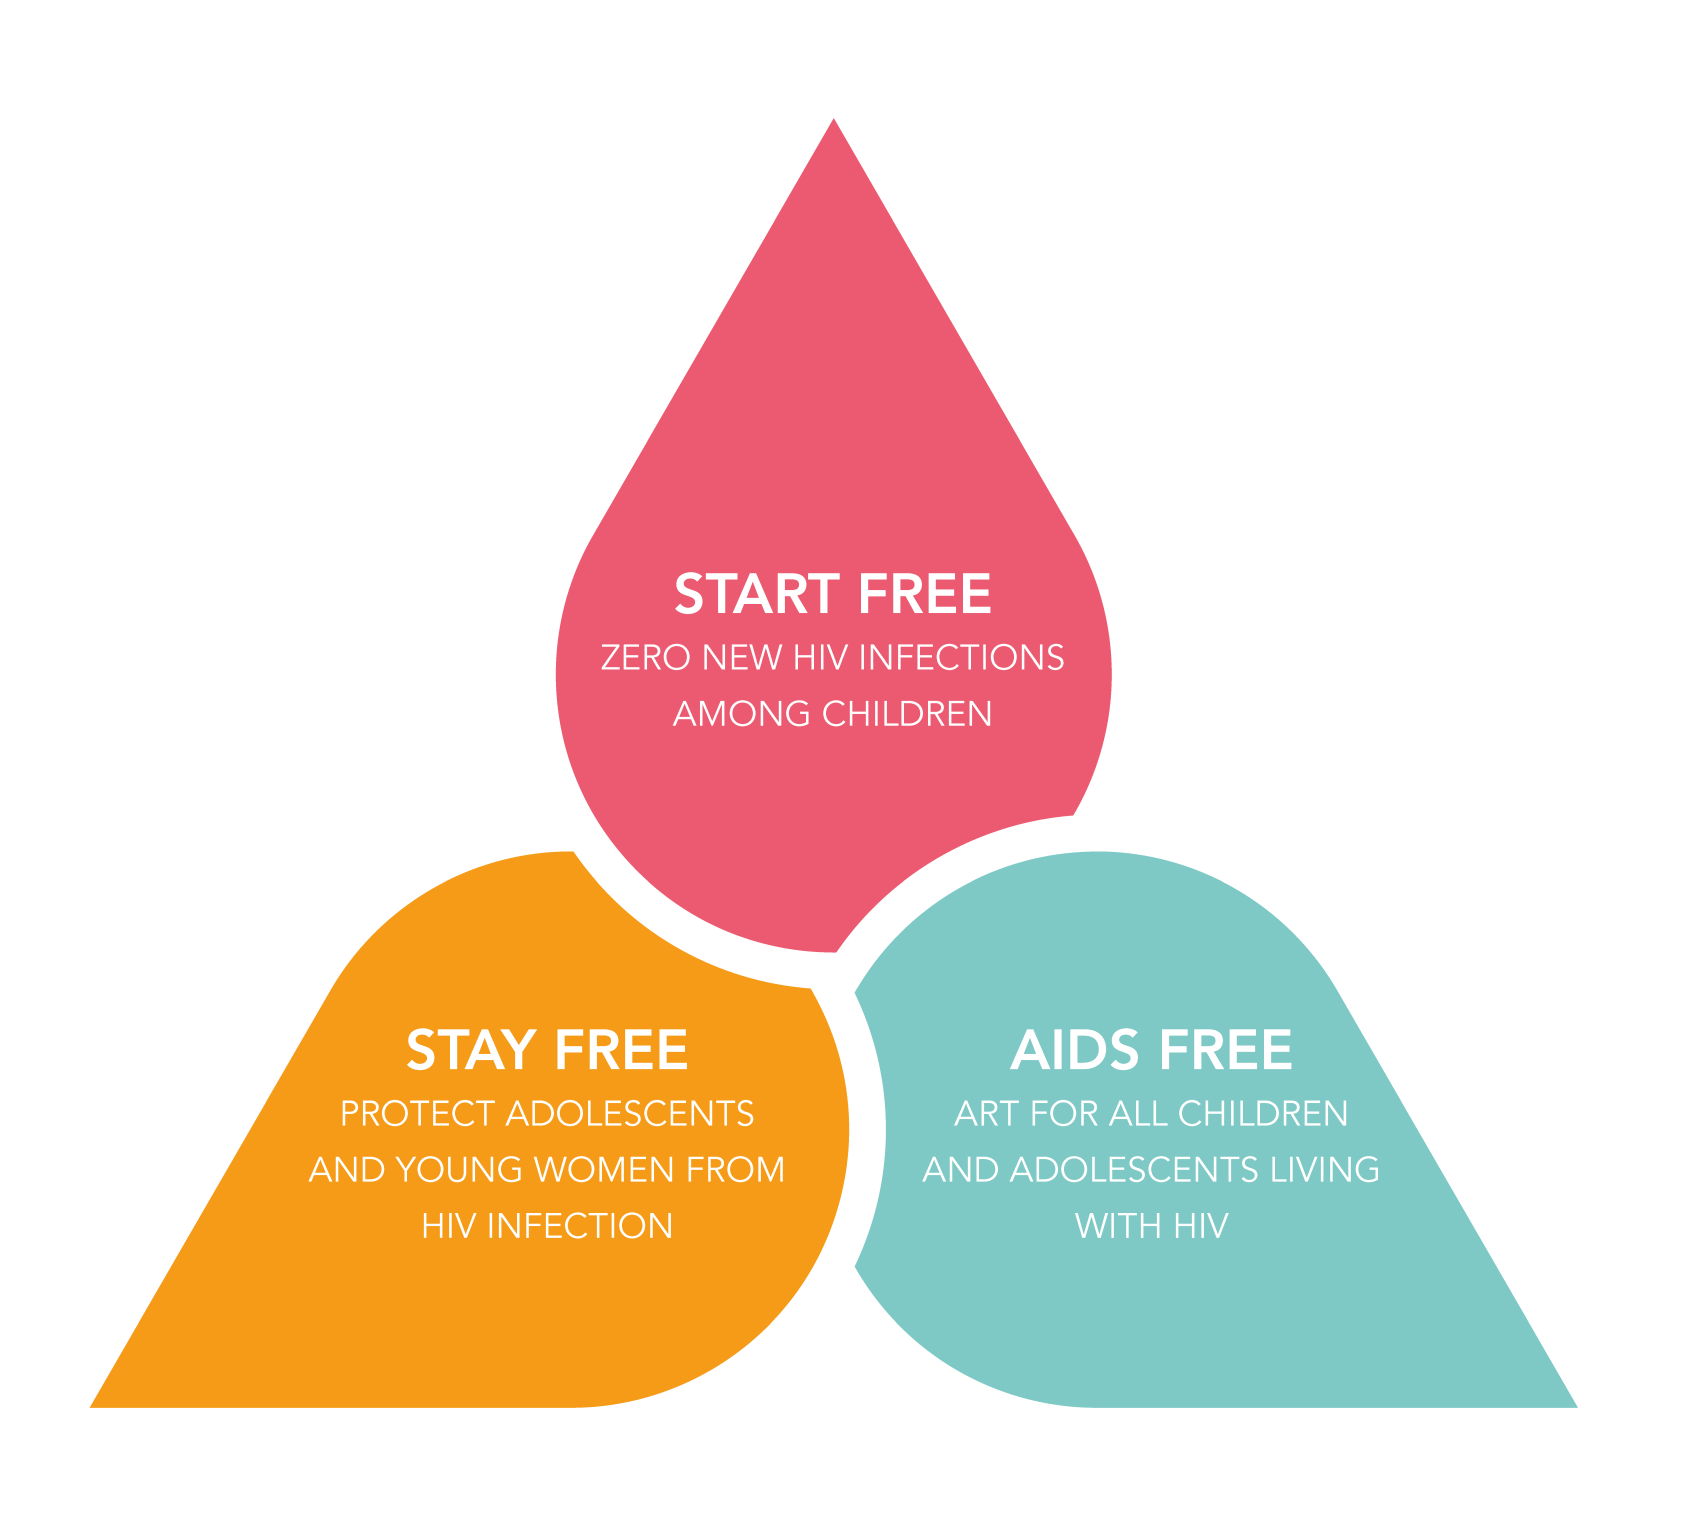 START FREE
ZERO NEW HIV INFECTIONS
AMONG CHILDREN
STAY FREE
PROTECT ADOLESCENTS
AND YOUNG WOMEN FROM
HIV INFECTION
AIDS FREE
ART FOR ALL CHILDREN
AND ADOLESCENTS LIVING
WITH HIV